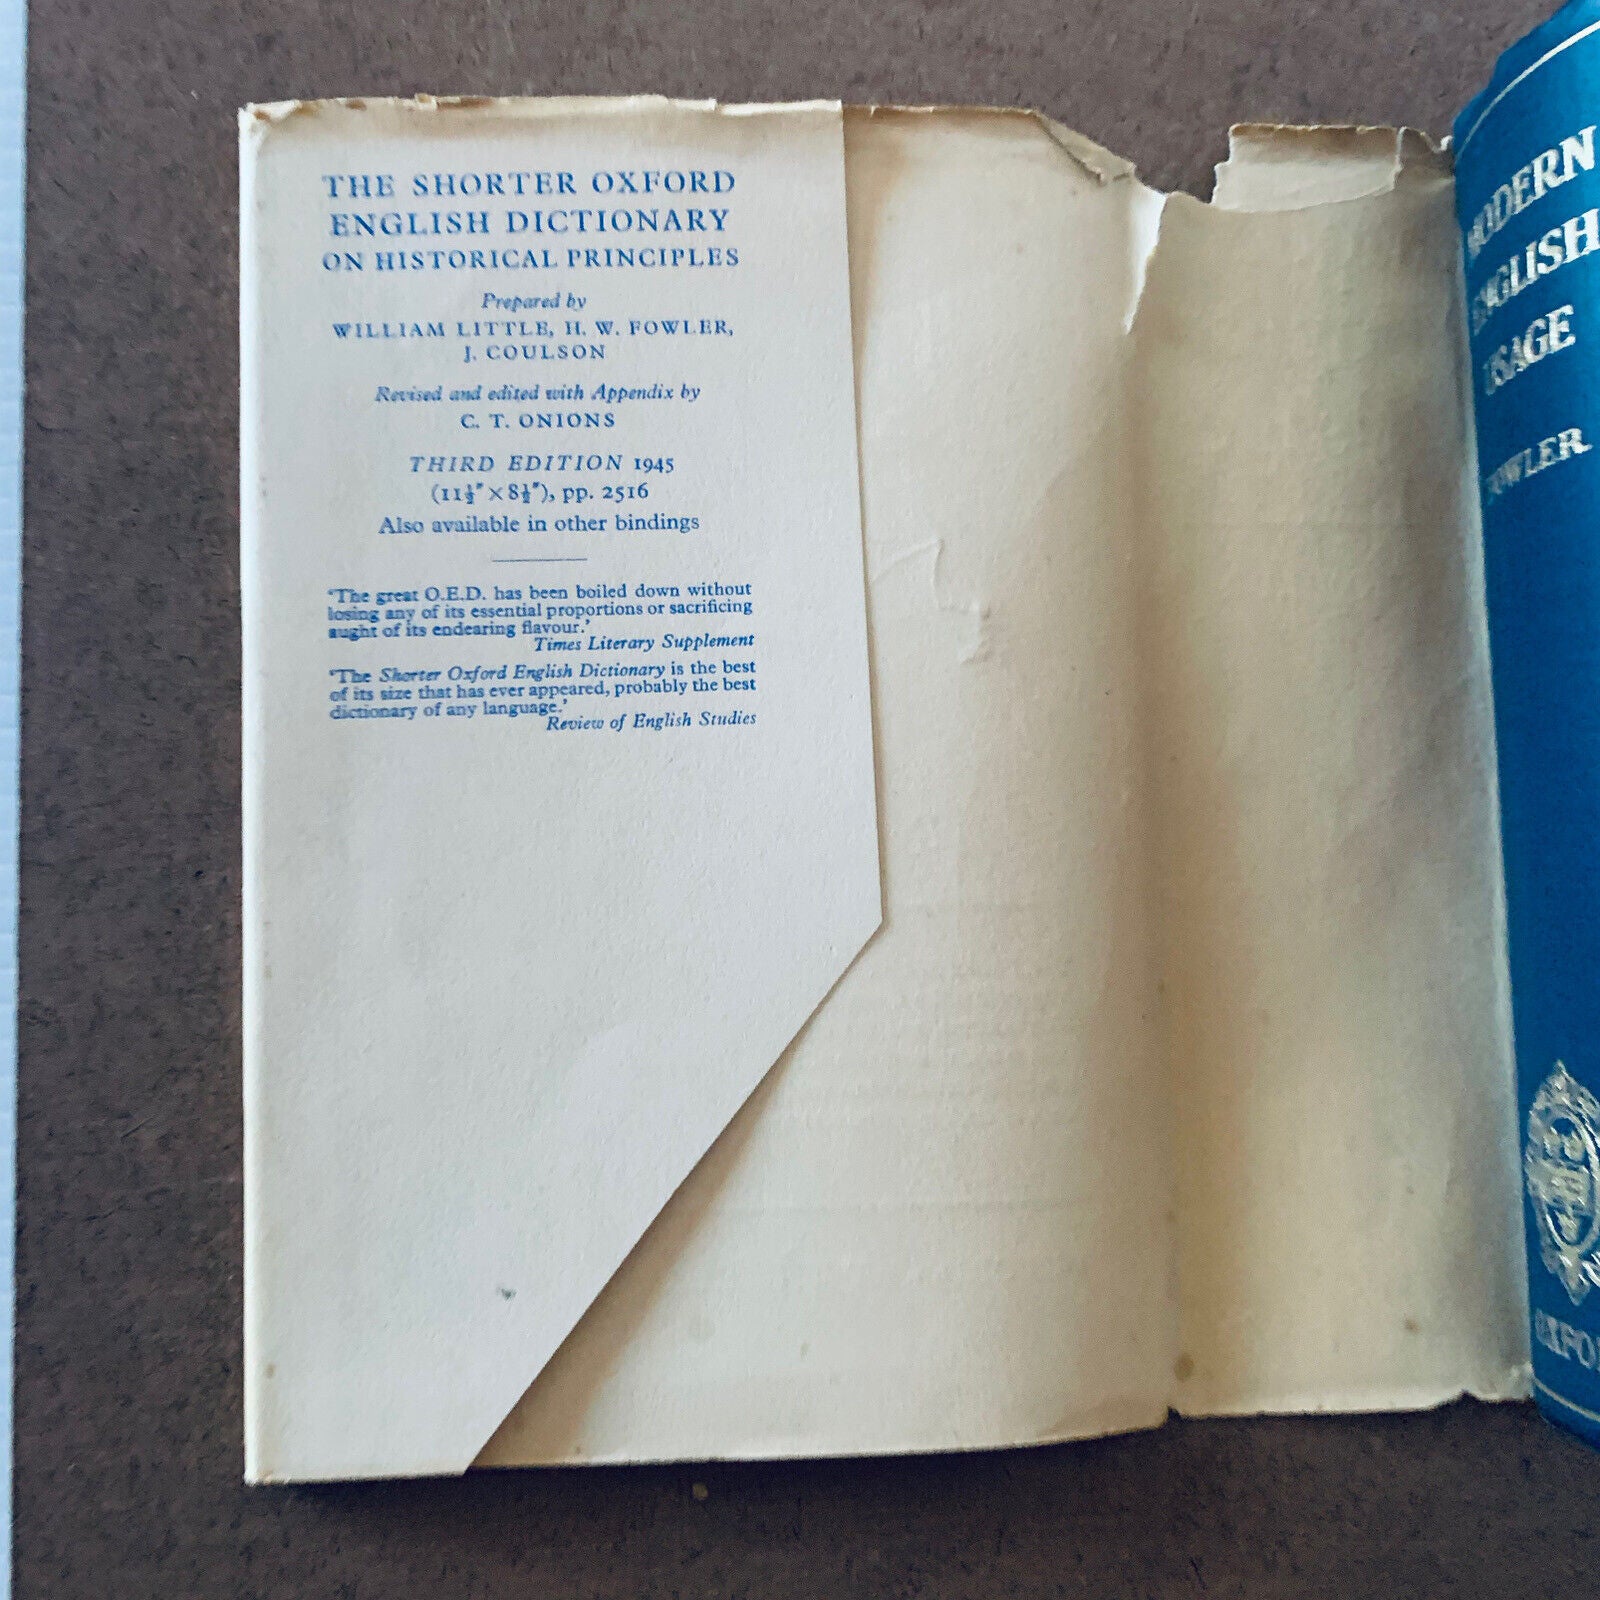 THE SHORTER OXFORD
ENGLISH DICTIONARY
ON HISTORICAL PRINCIPLES
Prepared by
WILLIAM LITTLE, H. W. FOWLER,
J. COULSON
Revised and edited with Appendix by
C. T. ONIONS
THIRD EDITION 1945
(11½″ × 8½″), pp. 2516
Also available in other bindings
‘The great O.E.D. has been boiled down without
losing any of its essential proportions or sacrificing
aught of its endearing flavour.’
Times Literary Supplement
‘The Shorter Oxford English Dictionary is the best
of its size that has ever appeared, probably the best
dictionary of any language.’
Review of English Studies
MODERN
ENGLISH
USAGE
FOWLER
OXFO